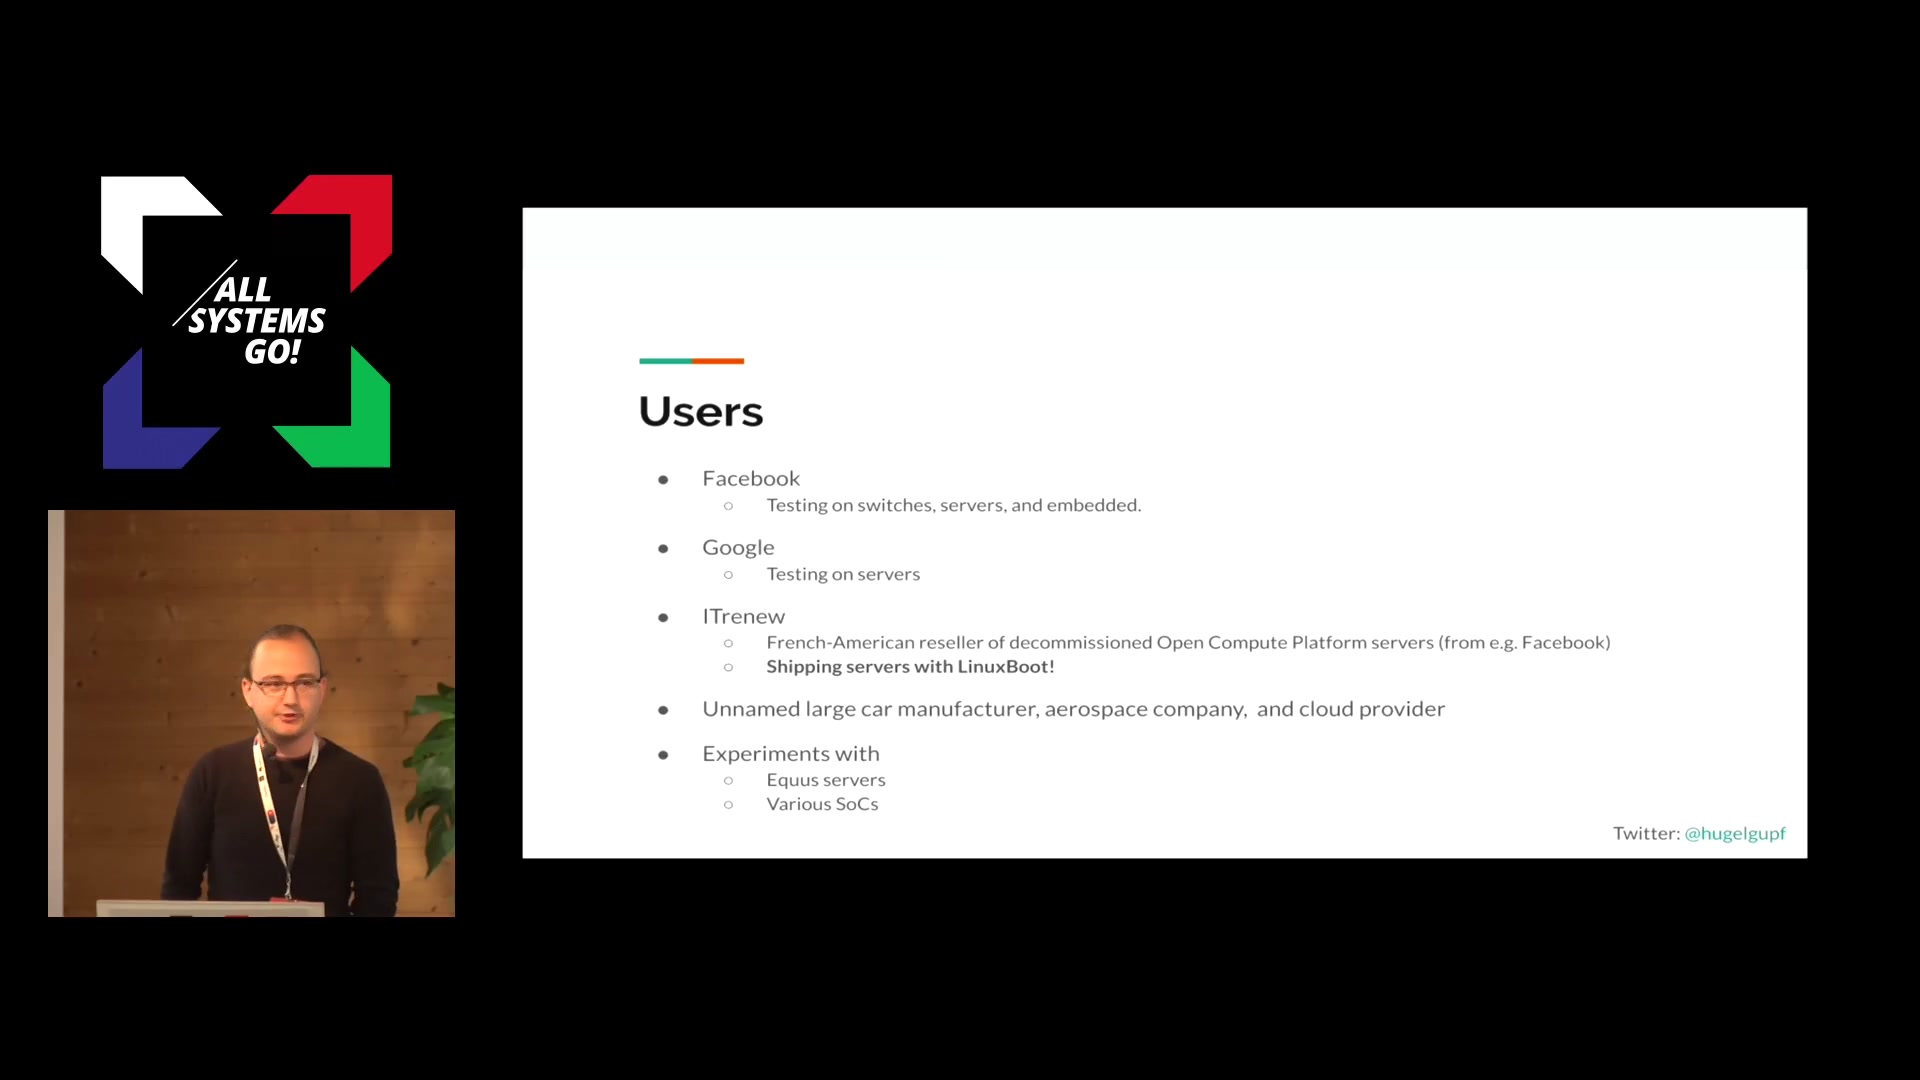 ALL
SYSTEMS
GO!
Users
Facebook
Testing on switches, servers, and embedded.
Google
Testing on servers
ITrenew
French-American reseller of decommissioned Open Compute Platform servers (from e.g. Facebook)
Shipping servers with LinuxBoot!
Unnamed large car manufacturer, aerospace company, and cloud provider
Experiments with
Equus servers
Various SoCs
Twitter: @hugelgupf